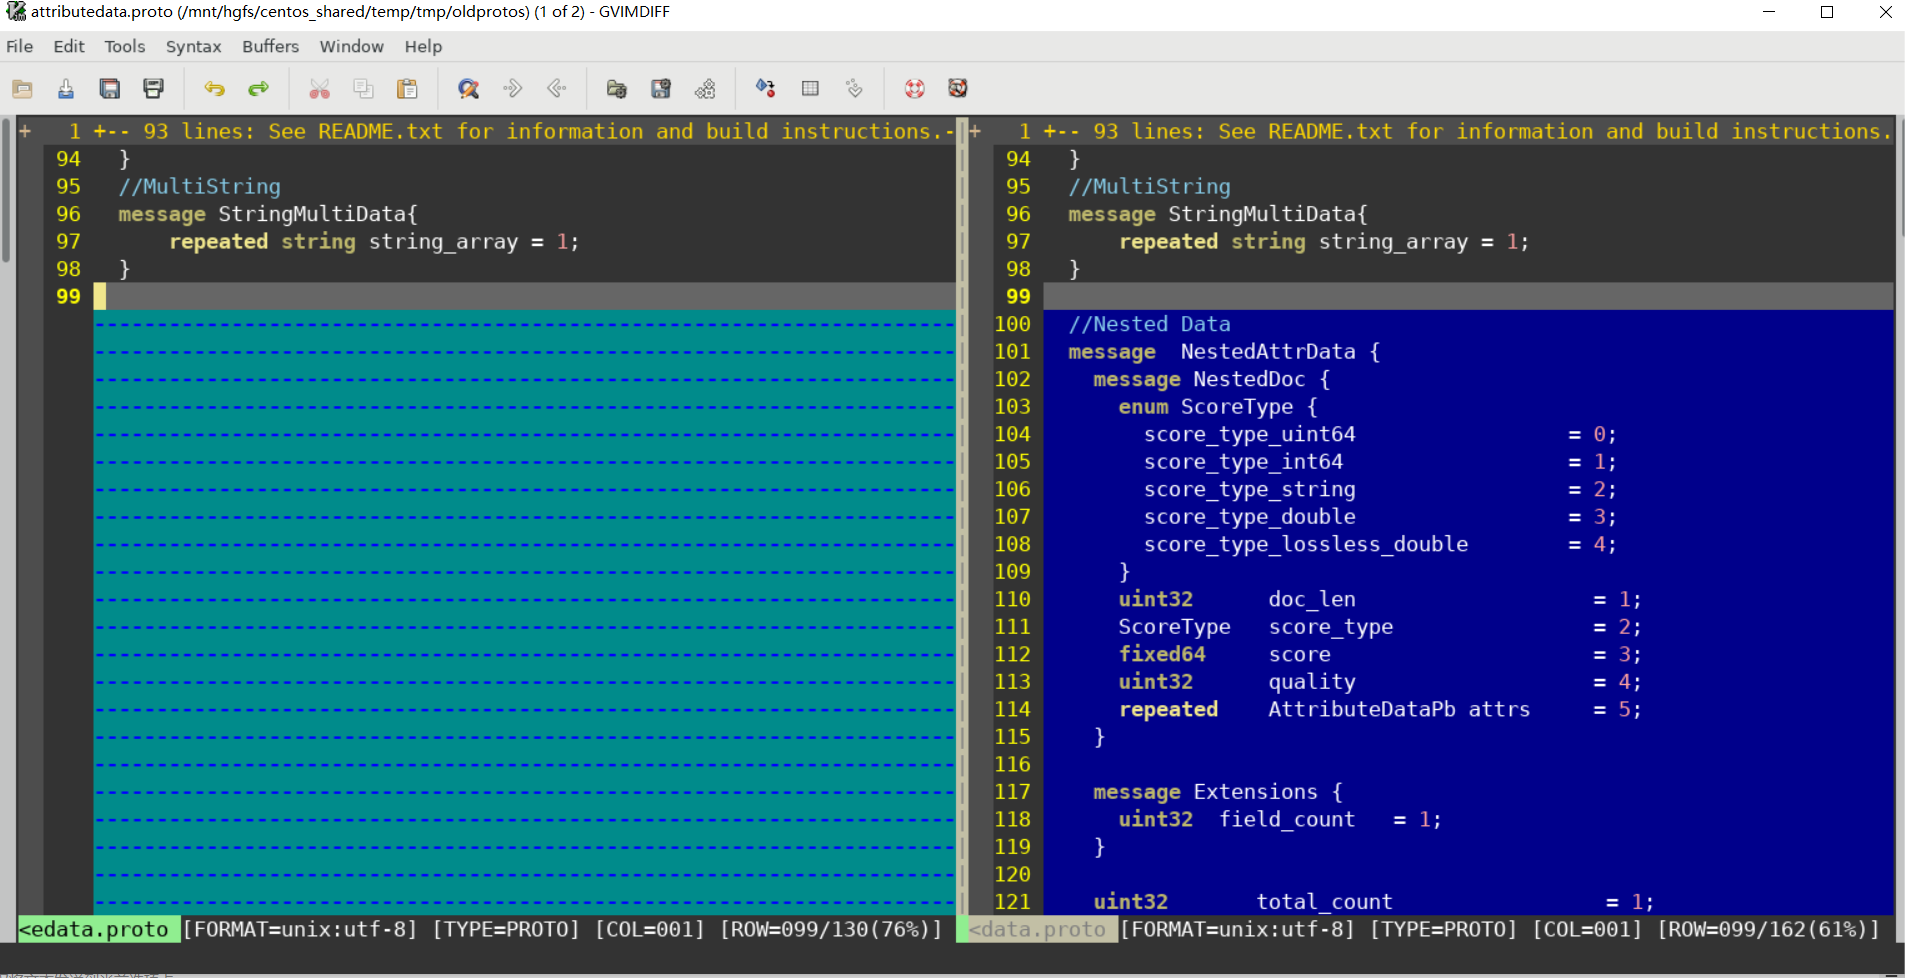 attributedata.proto (/mnt/hgfs/centos_shared/temp/tmp/oldprotos) (1 of 2) - GVIMDIFF
File Edit Tools Syntax Buffers Window Help
+ 1 +-- 93 lines: See README.txt for information and build instructions.-
94 }
95 //MultiString
96 message StringMultiData{
97 repeated string string_array = 1;
98 }
99
<edata.proto [FORMAT=unix:utf-8] [TYPE=PROTO] [COL=001] [ROW=099/130(76%)]
+ 1 +-- 93 lines: See README.txt for information and build instructions.
94 }
95 //MultiString
96 message StringMultiData{
97 repeated string string_array = 1;
98 }
99
100 //Nested Data
101 message NestedAttrData {
102 message NestedDoc {
103 enum ScoreType {
104 score_type_uint64 = 0;
105 score_type_int64 = 1;
106 score_type_string = 2;
107 score_type_double = 3;
108 score_type_lossless_double = 4;
109 }
110 uint32 doc_len = 1;
111 ScoreType score_type = 2;
112 fixed64 score = 3;
113 uint32 quality = 4;
114 repeated AttributeDataPb attrs = 5;
115 }
116
117 message Extensions {
118 uint32 field_count = 1;
119 }
120
121 uint32 total_count = 1;
<data.proto [FORMAT=unix:utf-8] [TYPE=PROTO] [COL=001] [ROW=099/162(61%)]